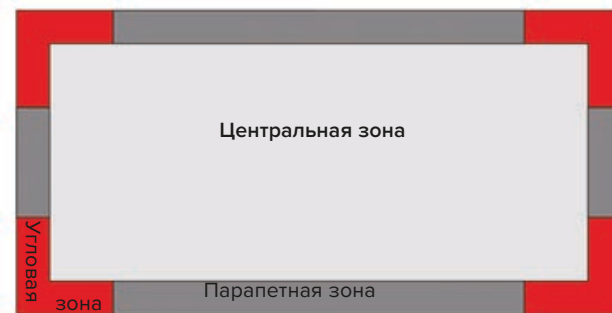 Центральная зона
Угловая
зона
Парапетная зона